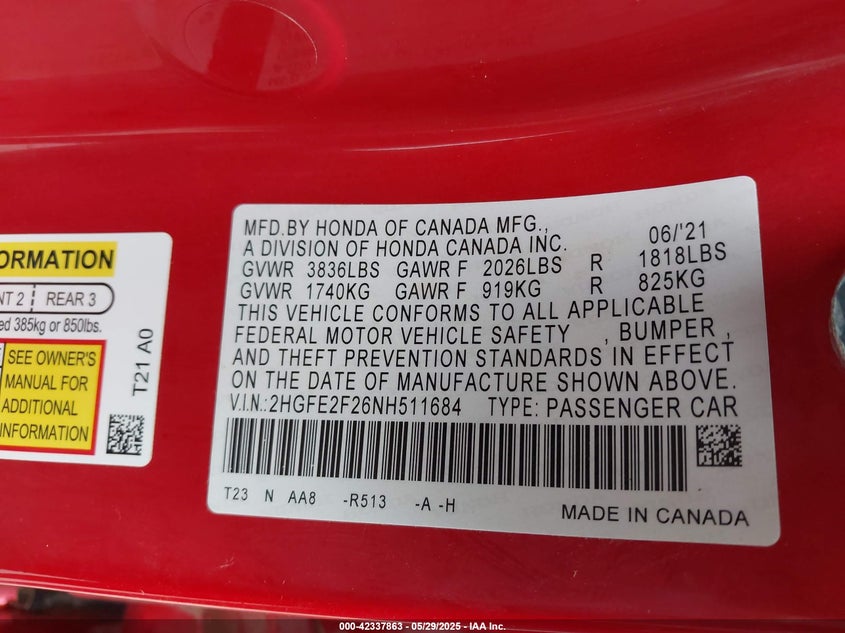 ORMATION
NT 2 REAR 3
ed 385kg or 850lbs.
SEE OWNER'S
MANUAL FOR
ADDITIONAL
INFORMATION
T21 A0
MFD.BY HONDA OF CANADA MFG.,
A DIVISION OF HONDA CANADA INC. 06/'21
GVWR 3836LBS GAWR F 2026LBS R 1818LBS
GVWR 1740KG GAWR F 919KG R 825KG
THIS VEHICLE CONFORMS TO ALL APPLICABLE
FEDERAL MOTOR VEHICLE SAFETY , BUMPER ,
AND THEFT PREVENTION STANDARDS IN EFFECT
ON THE DATE OF MANUFACTURE SHOWN ABOVE.
V.I.N.:2HGFE2F26NH511684 TYPE: PASSENGER CAR
T23 N AA8 -R513 -A -H
MADE IN CANADA
000-42337863 - 05/29/2025 - IAA Inc.